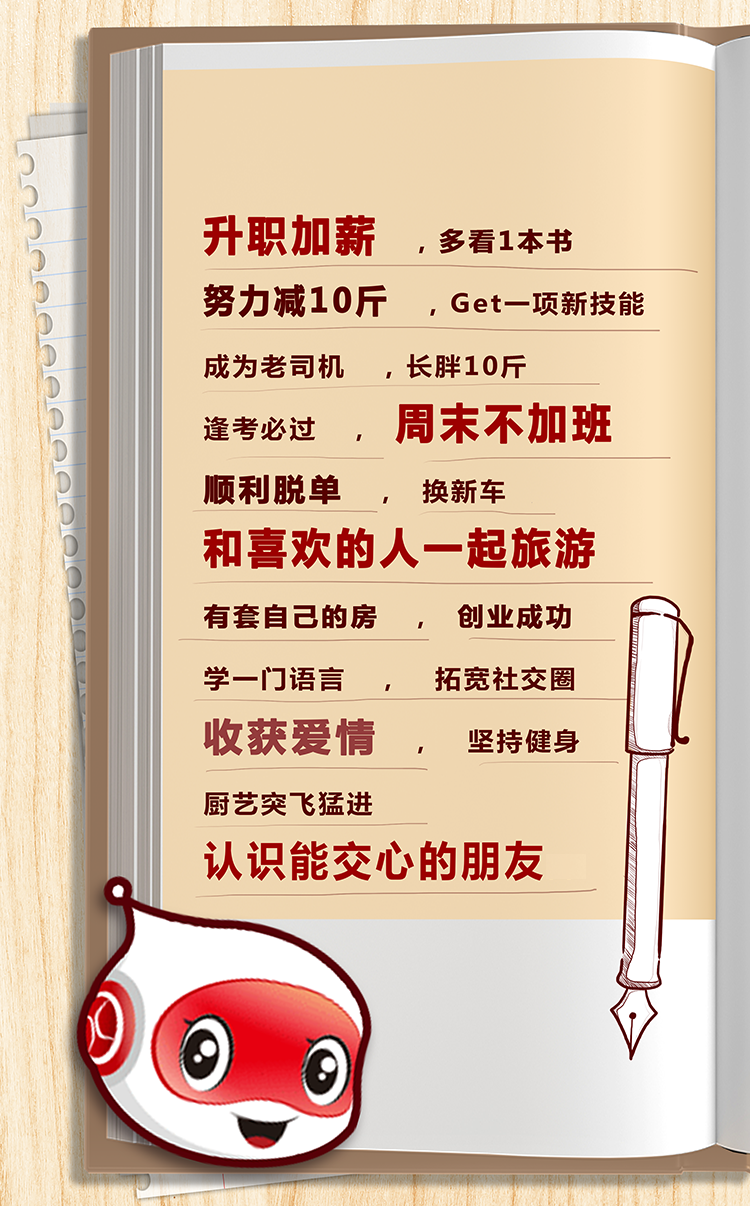 升职加薪 ，多看1本书
努力减10斤 ，Get一项新技能
成为老司机 ，长胖10斤
逢考必过 ，周末不加班
顺利脱单 ，换新车
和喜欢的人一起旅游
有套自己的房 ，创业成功
学一门语言 ，拓宽社交圈
收获爱情 ，坚持健身
厨艺突飞猛进
认识能交心的朋友